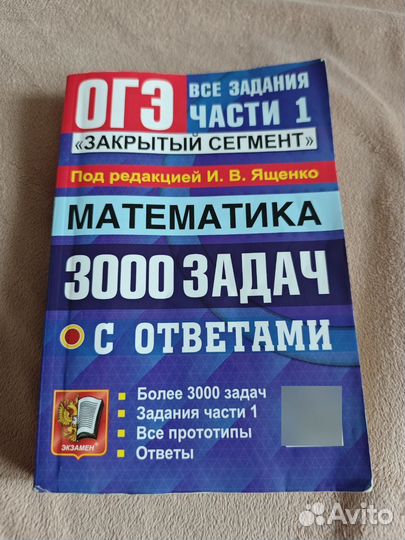 ОГЭ
ВСЕ ЗАДАНИЯ
ЧАСТИ 1
«ЗАКРЫТЫЙ СЕГМЕНТ»
Под редакцией И. В. Ященко
МАТЕМАТИКА
3000 ЗАДАЧ
С ОТВЕТАМИ
Более 3000 задач
Задания части 1
Все прототипы
Ответы
ЭКЗАМЕН
Avito